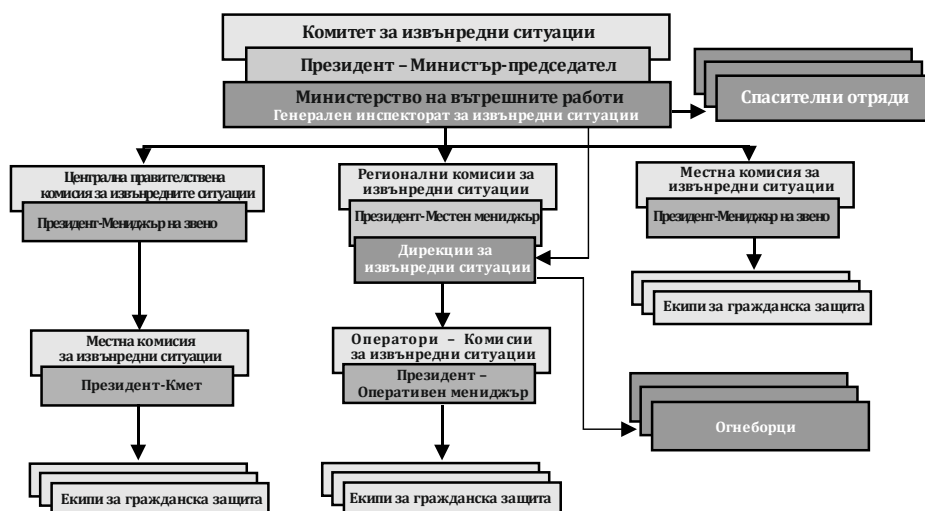 Комитет за извънредни ситуации
Президент – Министър-председател
Министерство на вътрешните работи
Генерален инспекторат за извънредни ситуации
Спасителни отряди
Централна правителствена
комисия за извънредните ситуации
Президент-Мениджър на звено
Регионални комисии за
извънредни ситуации
Президент-Местен мениджър
Дирекции за
извънредни ситуации
Местна комисия за
извънредни ситуации
Президент-Мениджър на звено
Екипи за гражданска защита
Местна комисия
за извънредни ситуации
Президент-Кмет
Оператори – Комисии
за извънредни ситуации
Президент –
Оперативен мениджър
Огнеборци
Екипи за гражданска защита
Екипи за гражданска защита